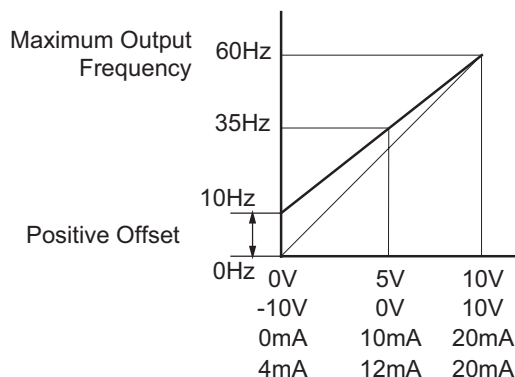 Maximum Output
Frequency
60Hz
35Hz
10Hz
Positive Offset
0Hz
0V 5V 10V
-10V 0V 10V
0mA 10mA 20mA
4mA 12mA 20mA